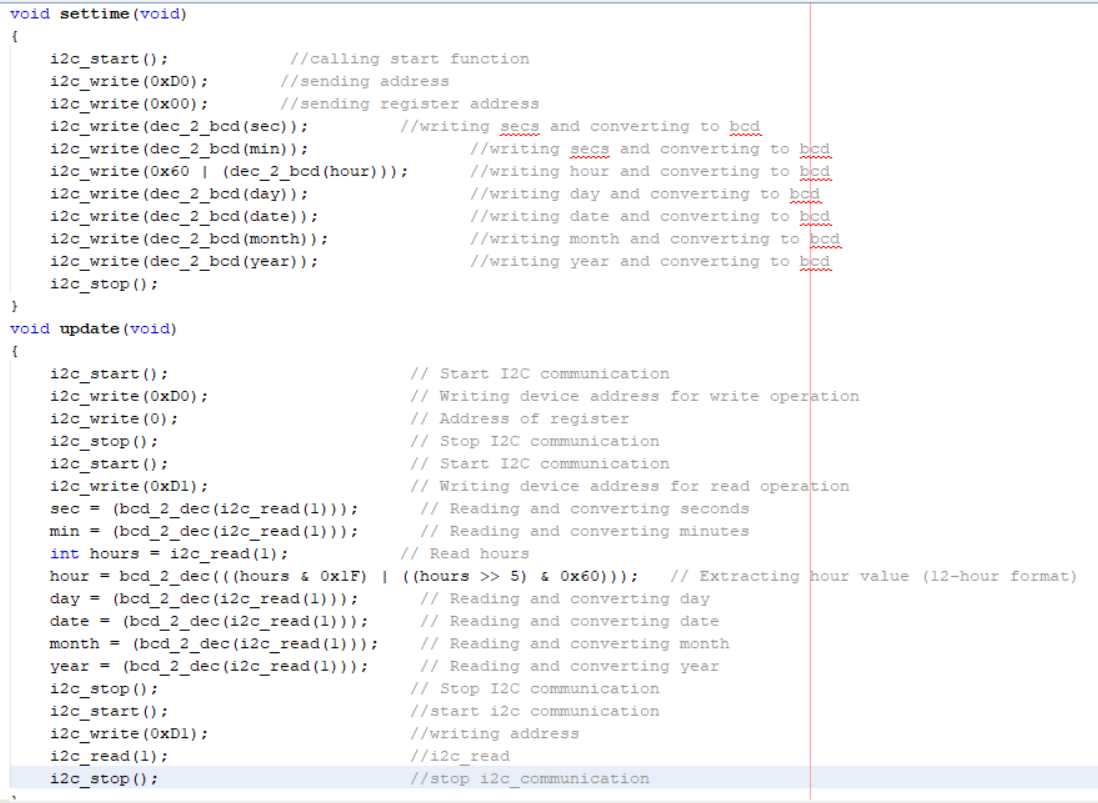 void settime(void)
{
i2c_start(); //calling start function
i2c_write(0xD0); //sending address
i2c_write(0x00); //sending register address
i2c_write(dec_2_bcd(sec)); //writing secs and converting to bcd
i2c_write(dec_2_bcd(min)); //writing secs and converting to bcd
i2c_write(0x60 | (dec_2_bcd(hour))); //writing hour and converting to bcd
i2c_write(dec_2_bcd(day)); //writing day and converting to bcd
i2c_write(dec_2_bcd(date)); //writing date and converting to bcd
i2c_write(dec_2_bcd(month)); //writing month and converting to bcd
i2c_write(dec_2_bcd(year)); //writing year and converting to bcd
i2c_stop();
}
void update(void)
{
i2c_start(); // Start I2C communication
i2c_write(0xD0); // Writing device address for write operation
i2c_write(0); // Address of register
i2c_stop(); // Stop I2C communication
i2c_start(); // Start I2C communication
i2c_write(0xD1); // Writing device address for read operation
sec = (bcd_2_dec(i2c_read(1))); // Reading and converting seconds
min = (bcd_2_dec(i2c_read(1))); // Reading and converting minutes
int hours = i2c_read(1); // Read hours
hour = bcd_2_dec(((hours & 0x1F) | ((hours >> 5) & 0x60))); // Extracting hour value (12-hour format)
day = (bcd_2_dec(i2c_read(1))); // Reading and converting day
date = (bcd_2_dec(i2c_read(1))); // Reading and converting date
month = (bcd_2_dec(i2c_read(1))); // Reading and converting month
year = (bcd_2_dec(i2c_read(1))); // Reading and converting year
i2c_stop(); // Stop I2C communication
i2c_start(); //start i2c communication
i2c_write(0xD1); //writing address
i2c_read(1); //i2c_read
i2c_stop(); //stop i2c_communication
}